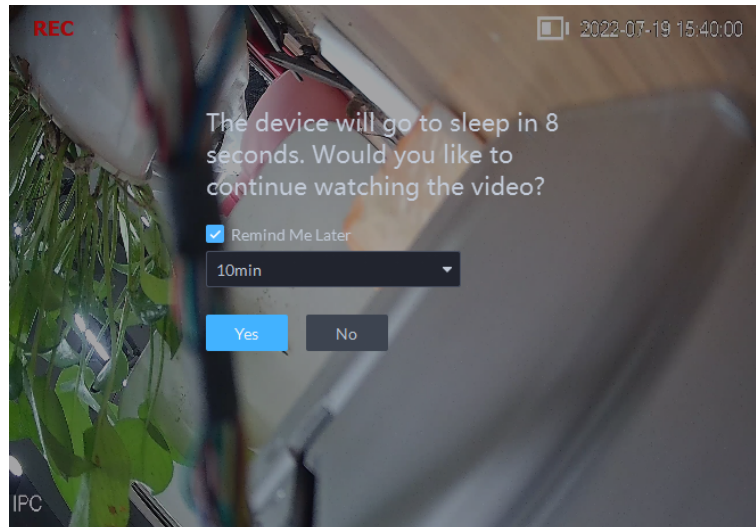 REC
2022-07-19 15:40:00
The device will go to sleep in 8
seconds. Would you like to
continue watching the video?
Remind Me Later
10min
Yes
No
IPC